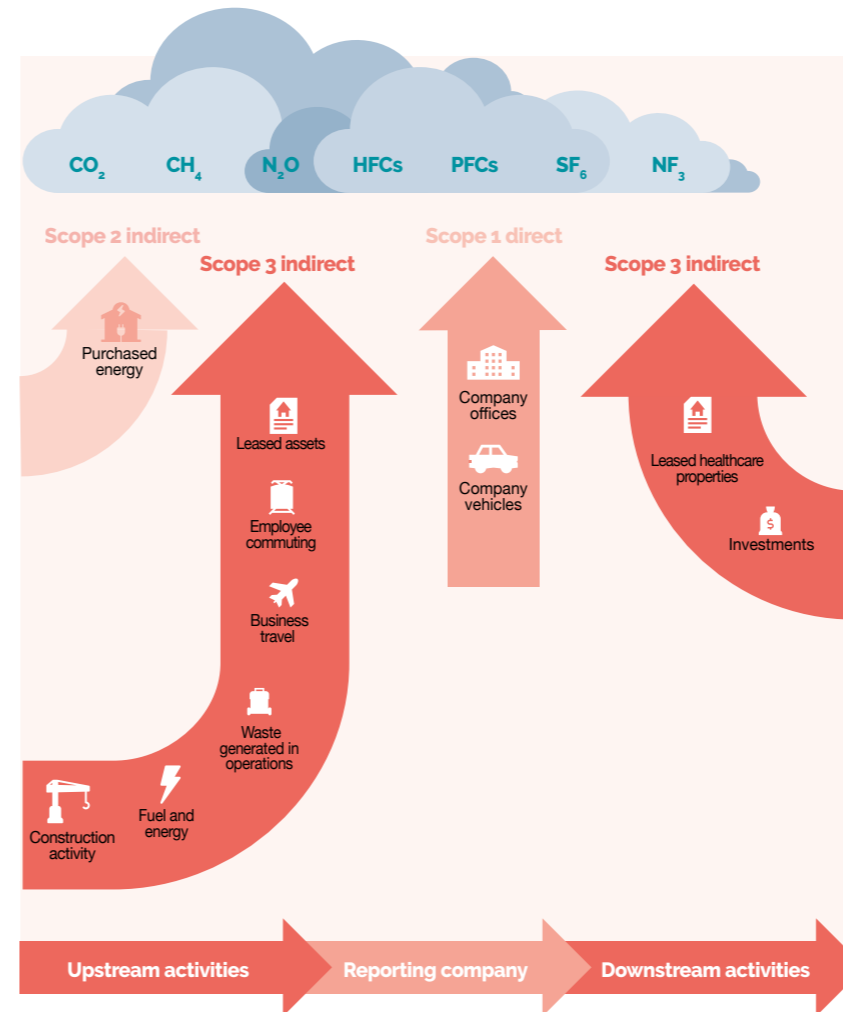 CO₂ CH₄ N₂O HFCs PFCs SF₆ NF₃
Scope 2 indirect
Purchased
energy
Scope 3 indirect
Leased assets
Employee
commuting
Business
travel
Waste
generated in
operations
Fuel and
energy
Construction
activity
Scope 1 direct
Company
offices
Company
vehicles
Scope 3 indirect
Leased healthcare
properties
$
Investments
Upstream activities
Reporting company
Downstream activities